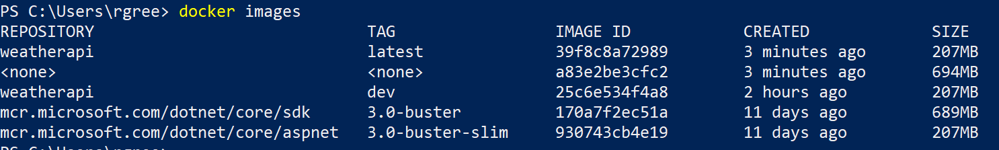 PS C:\Users\rgree> docker images
REPOSITORY TAG IMAGE ID CREATED SIZE
weatherapi latest 39f8c8a72989 3 minutes ago 207MB
<none> <none> a83e2be3cfc2 3 minutes ago 694MB
weatherapi dev 25c6e534f4a8 2 hours ago 207MB
mcr.microsoft.com/dotnet/core/sdk 3.0-buster 170a7f2ec51a 11 days ago 689MB
mcr.microsoft.com/dotnet/core/aspnet 3.0-buster-slim 930743cb4e19 11 days ago 207MB
PS C:\Users\rgree>